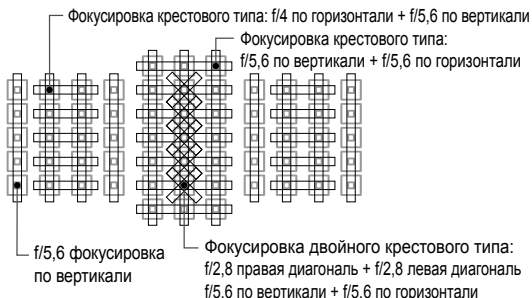 Фокусировка крестового типа: f/4 по горизонтали + f/5,6 по вертикали
Фокусировка крестового типа:
f/5,6 по вертикали + f/5,6 по горизонтали
f/5,6 фокусировка
по вертикали
Фокусировка двойного крестового типа:
f/2,8 правая диагональ + f/2,8 левая диагональ
f/5,6 по вертикали + f/5,6 по горизонтали